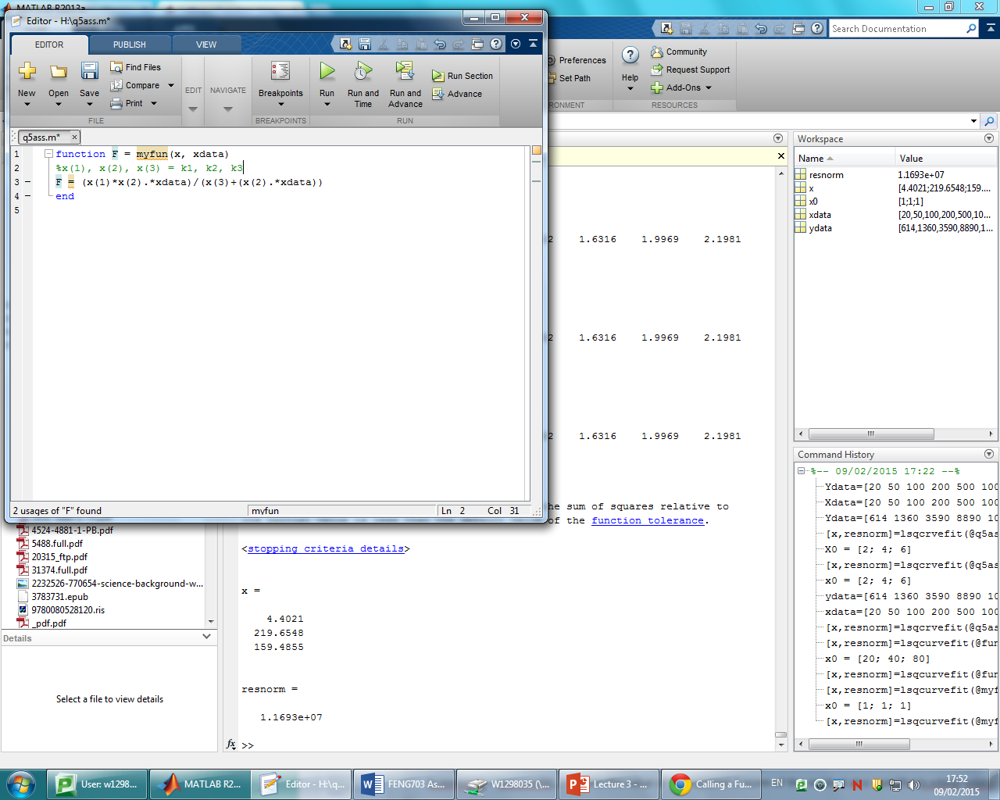 MATLAB R2013a
Editor - H:\q5ass.m*
EDITOR
PUBLISH
VIEW
Search Documentation
New
Open
Save
Find Files
Compare
Print
FILE
EDIT
NAVIGATE
Breakpoints
BREAKPOINTS
Run
Run and
Time
Run and
Advance
Run Section
Advance
RUN
Preferences
Set Path
RONMENT
Help
Community
Request Support
Add-Ons
RESOURCES
q5ass.m*
1 function F = myfun(x, xdata)
2 %x(1), x(2), x(3) = k1, k2, k3
3 F = (x(1)*x(2).*xdata)/(x(3)+(x(2).*xdata))
4 end
5
2 usages of "F" found
myfun
Ln 2 Col 31
2 1.6316 1.9969 2.1981
2 1.6316 1.9969 2.1981
2 1.6316 1.9969 2.1981
he sum of squares relative to
of the function tolerance.
<stopping criteria details>
x =
4.4021
219.6548
159.4855
resnorm =
1.1693e+07
fx >>
4524-4881-1-PB.pdf
5488.full.pdf
20315_ftp.pdf
31374.full.pdf
2232526-770654-science-background-w...
3783731.epub
9780080528120.ris
_pdf.pdf
Details
Select a file to view details
Workspace
Name Value
resnorm 1.1693e+07
x [4.4021;219.6548;159....
x0 [1;1;1]
xdata [20,50,100,200,500,10...
ydata [614,1360,3590,8890,1...
Command History
%-- 09/02/2015 17:22 --%
Ydata=[20 50 100 200 500 100
Xdata=[20 50 100 200 500 100
Ydata=[614 1360 3590 8890 10
[x,resnorm]=lsqcrvefit(@q5as
X0 = [2; 4; 6]
[x,resnorm]=lsqcrvefit(@q5as
x0 = [2; 4; 6]
ydata=[614 1360 3590 8890 10
xdata=[20 50 100 200 500 100
[x,resnorm]=lsqcrvefit(@q5as
[x,resnorm]=lsqcurvefit(@fun
x0 = [20; 40; 80]
[x,resnorm]=lsqcurvefit(@fun
[x,resnorm]=lsqcurvefit(@myf
x0 = [1; 1; 1]
[x,resnorm]=lsqcurvefit(@myf
User: w1298...
MATLAB R2...
Editor - H:\q...
FENG703 As...
W1298035 (\...
Lecture 3 - ...
Calling a Fu...
EN
17:52
09/02/2015